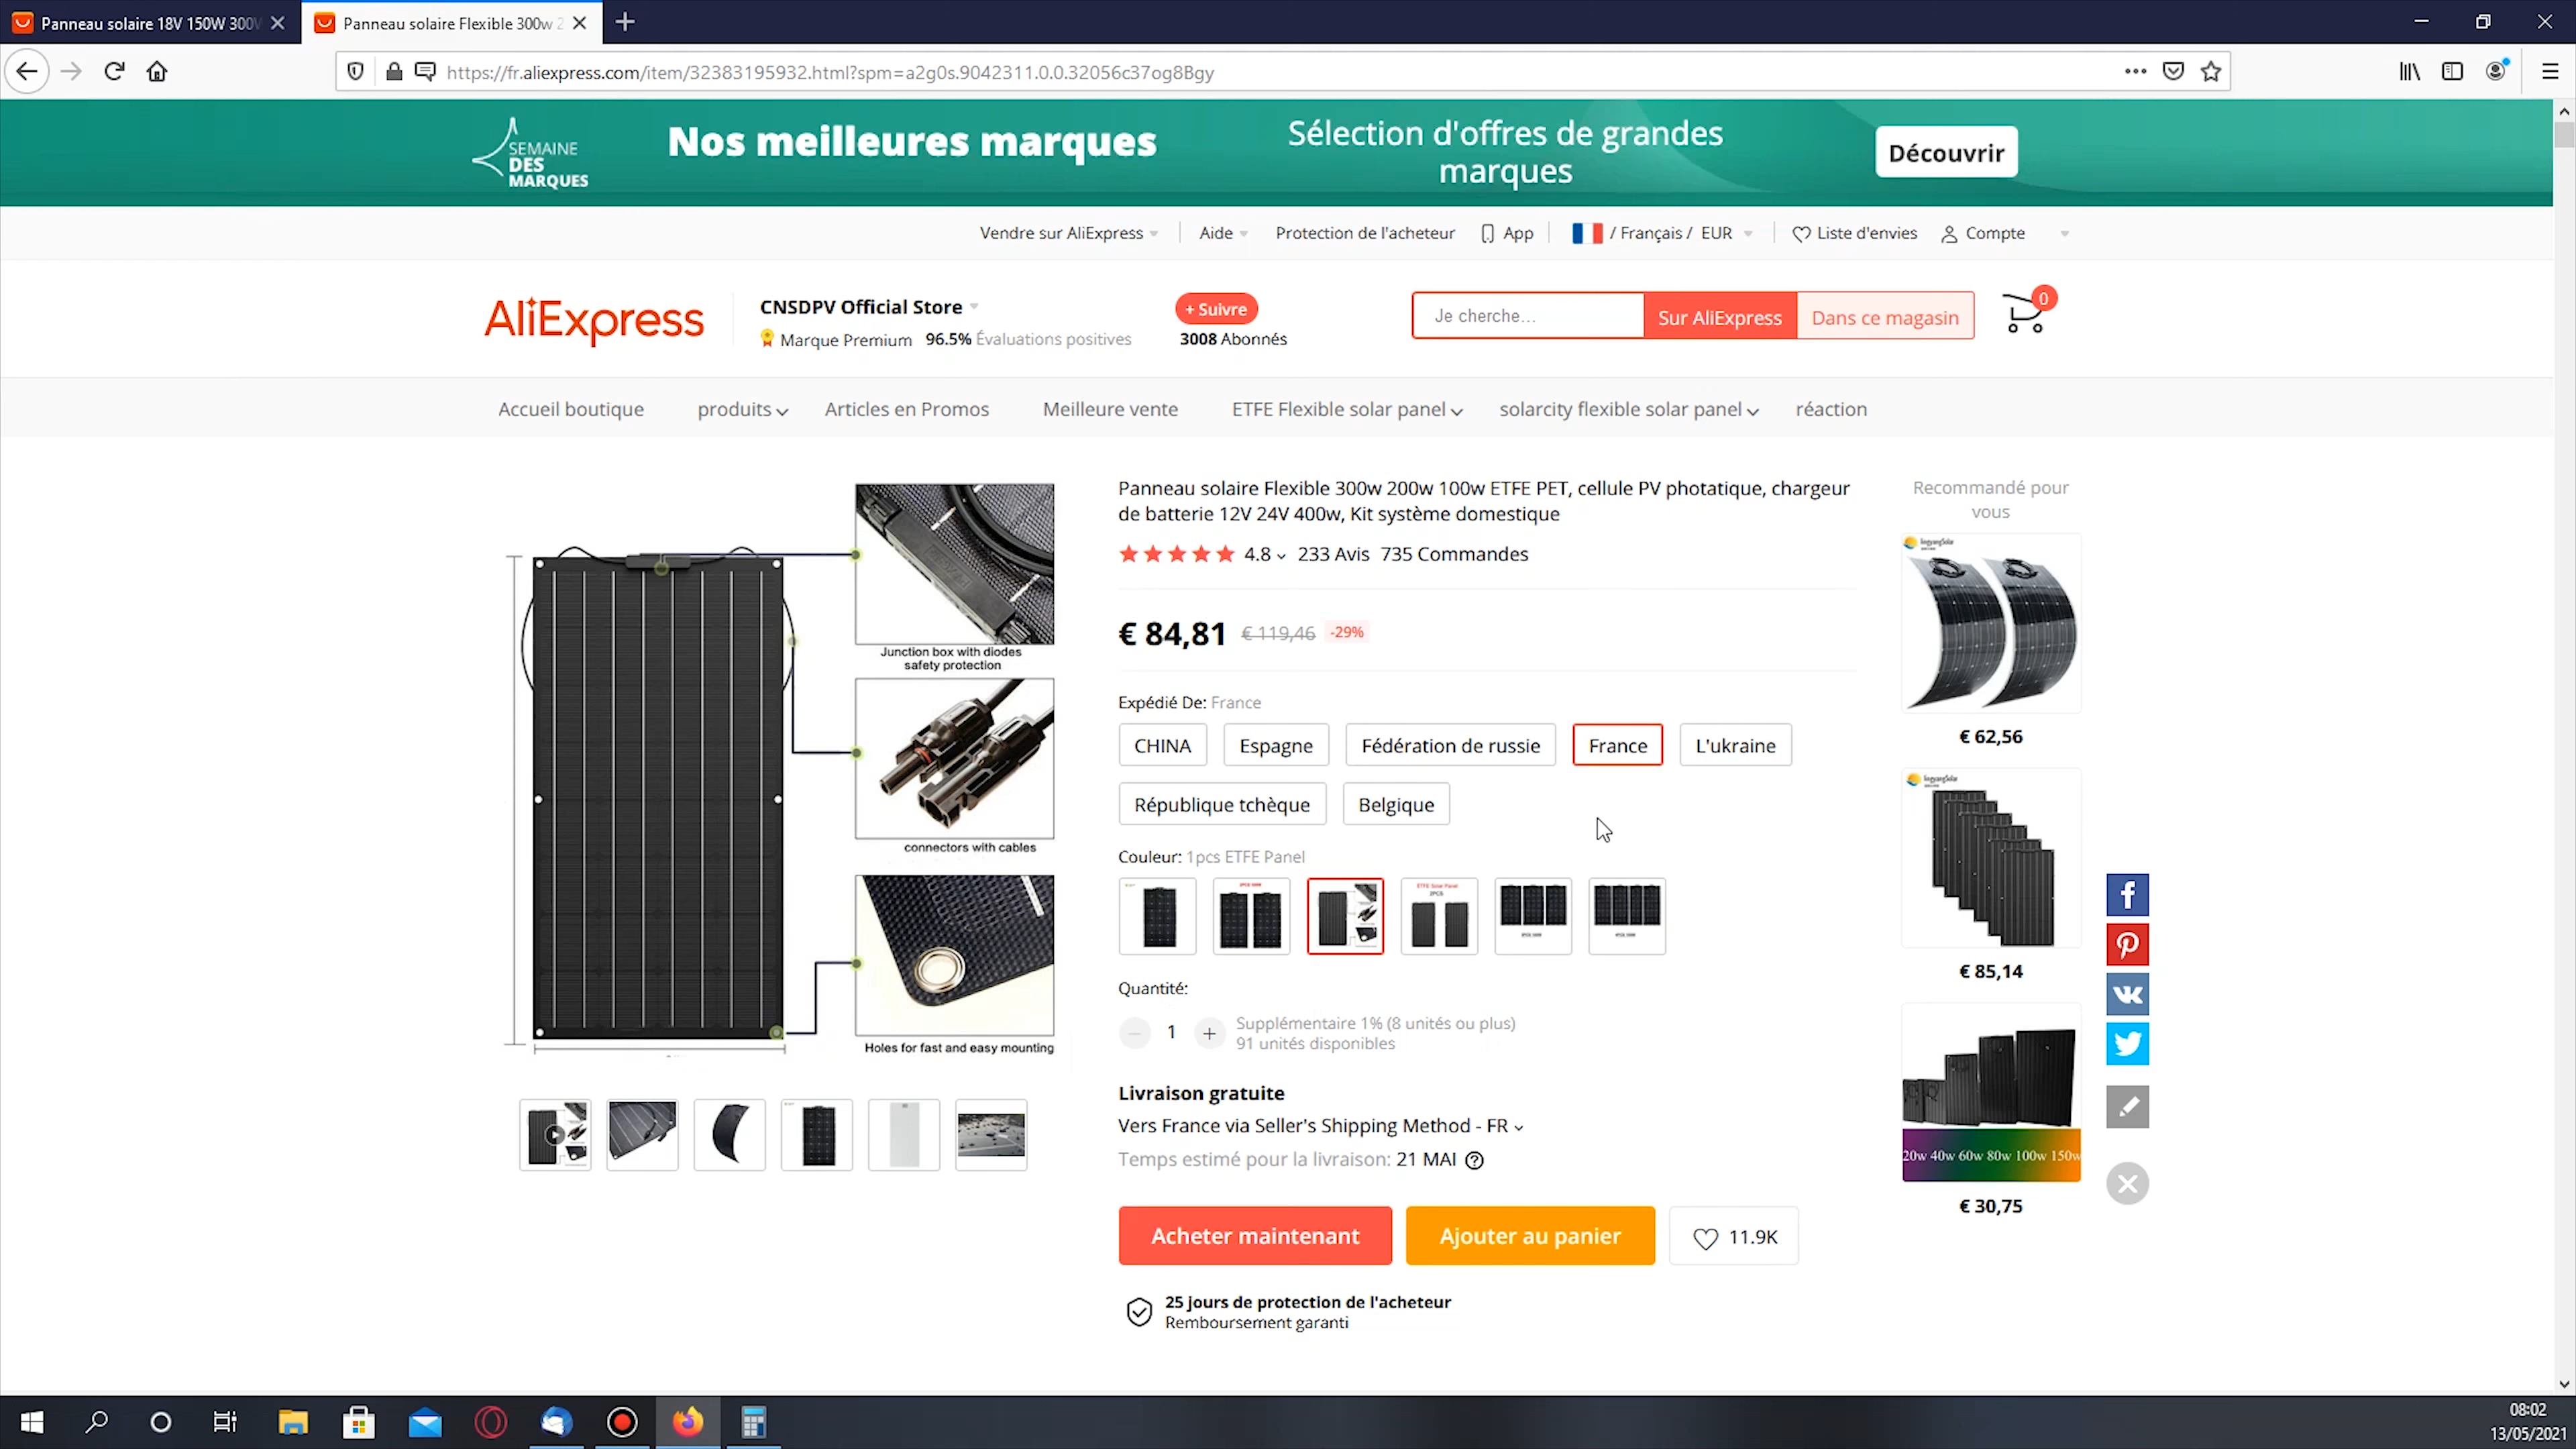 Panneau solaire 18V 150W 300V
Panneau solaire Flexible 300w 2
https://fr.aliexpress.com/item/32383195932.html?spm=a2g0s.9042311.0.0.32056c37og8Bgy
SEMAINE
DES
MARQUES
Nos meilleures marques
Sélection d'offres de grandes
marques
Découvrir
Vendre sur AliExpress
Aide
Protection de l'acheteur
App
/ Français / EUR
Liste d'envies
Compte
AliExpress
CNSDPV Official Store
Marque Premium 96.5% Évaluations positives
+ Suivre
3008 Abonnés
Je cherche...
Sur AliExpress
Dans ce magasin
0
Accueil boutique
produits
Articles en Promos
Meilleure vente
ETFE Flexible solar panel
solarcity flexible solar panel
réaction
Junction box with diodes
safety protection
connectors with cables
Holes for fast and easy mounting
Panneau solaire Flexible 300w 200w 100w ETFE PET, cellule PV photatique, chargeur
de batterie 12V 24V 400w, Kit système domestique
4.8 233 Avis 735 Commandes
€ 84,81 € 119,46 -29%
Expédié De: France
CHINA
Espagne
Fédération de russie
France
L'ukraine
République tchèque
Belgique
Couleur: 1pcs ETFE Panel
ETFE Solar Panel
2PCS
Quantité:
1
Supplémentaire 1% (8 unités ou plus)
91 unités disponibles
Livraison gratuite
Vers France via Seller's Shipping Method - FR
Temps estimé pour la livraison: 21 MAI
Acheter maintenant
Ajouter au panier
11.9K
25 jours de protection de l'acheteur
Remboursement garanti
Recommandé pour
vous
lingyangSolar
€ 62,56
lingyangSolar
€ 85,14
20w 40w 60w 80w 100w 150w
€ 30,75
08:02
13/05/2021